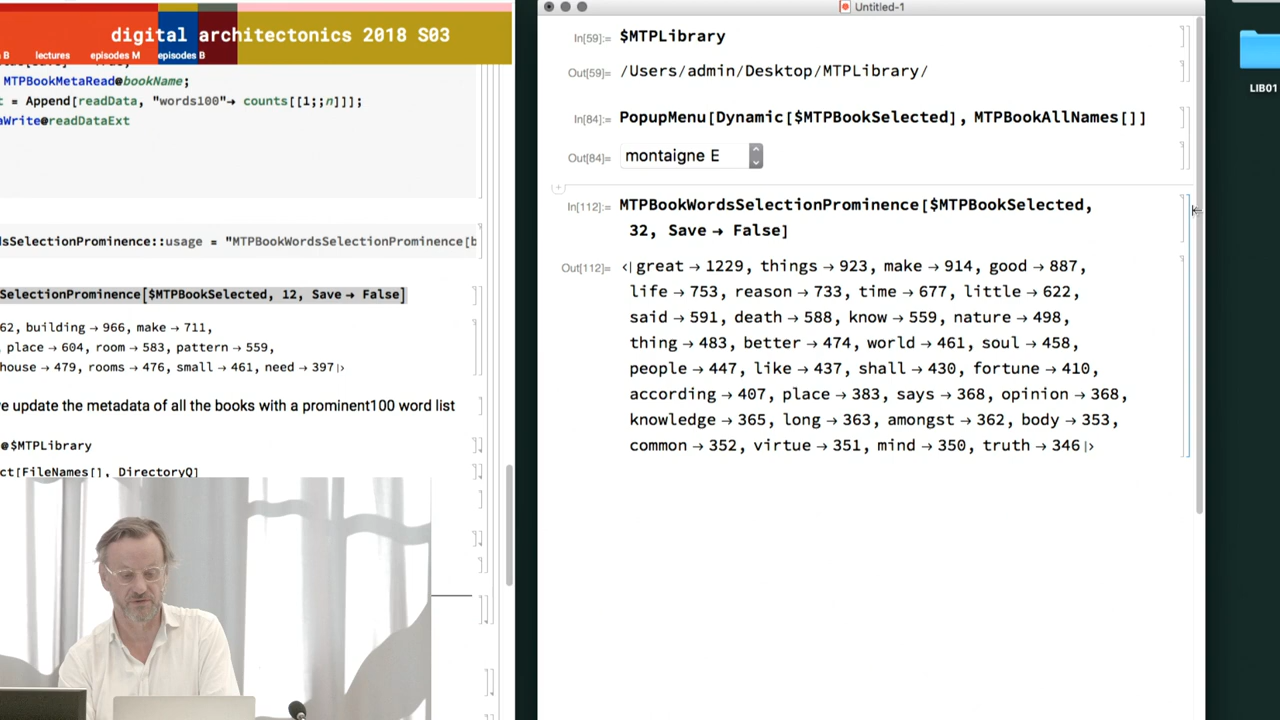 digital architectonics 2018 S03
B lectures episodes M episodes B
MTPBookMetaRead@bookName;
= Append[readData, "words100"→ counts[[1;;n]]];
aWrite@readDataExt
dsSelectionProminence::usage = "MTPBookWordsSelectionProminence[b
SelectionProminence[$MTPBookSelected, 12, Save → False]
62, building → 966, make → 711,
place → 604, room → 583, pattern → 559,
house → 479, rooms → 476, small → 461, need → 397|>
ve update the metadata of all the books with a prominent100 word list
@$MTPLibrary
ct[FileNames[], DirectoryQ]
Untitled-1
In[59]:= $MTPLibrary
Out[59]= /Users/admin/Desktop/MTPLibrary/
In[84]:= PopupMenu[Dynamic[$MTPBookSelected], MTPBookAllNames[]]
Out[84]= montaigne E
In[112]:= MTPBookWordsSelectionProminence[$MTPBookSelected,
32, Save → False]
Out[112]= <|great → 1229, things → 923, make → 914, good → 887,
life → 753, reason → 733, time → 677, little → 622,
said → 591, death → 588, know → 559, nature → 498,
thing → 483, better → 474, world → 461, soul → 458,
people → 447, like → 437, shall → 430, fortune → 410,
according → 407, place → 383, says → 368, opinion → 368,
knowledge → 365, long → 363, amongst → 362, body → 353,
common → 352, virtue → 351, mind → 350, truth → 346|>
LIB01